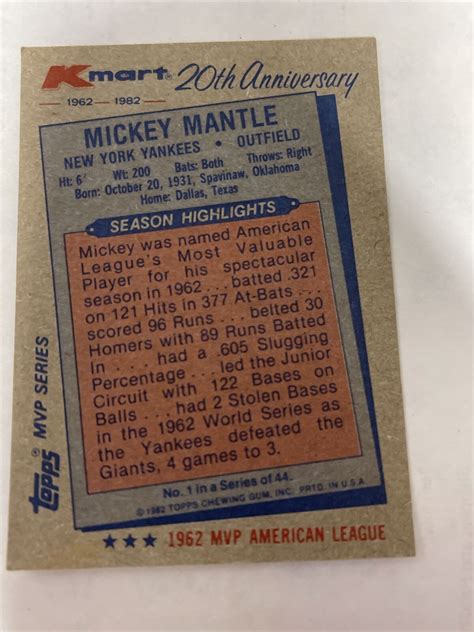 Kmart® 20th Anniversary
1962 - 1982
MICKEY MANTLE
NEW YORK YANKEES • OUTFIELD
Ht: 6' Wt: 200 Bats: Both Throws: Right
Born: October 20, 1931, Spavinaw, Oklahoma
Home: Dallas, Texas
SEASON HIGHLIGHTS
Mickey was named American
League's Most Valuable
Player for his spectacular
season in 1962 . . . batted .321
on 121 Hits in 377 At-Bats . . .
scored 96 Runs . . . belted 30
Homers with 89 Runs Batted
In . . . had a .605 Slugging
Percentage . . . led the Junior
Circuit with 122 Bases on
Balls . . . had 2 Stolen Bases
in the 1962 World Series as
the Yankees defeated the
Giants, 4 games to 3.
No. 1 in a Series of 44.
©1982 TOPPS CHEWING GUM, INC. PRTD. IN U.S.A.
topps® MVP SERIES
★★★ 1962 MVP AMERICAN LEAGUE